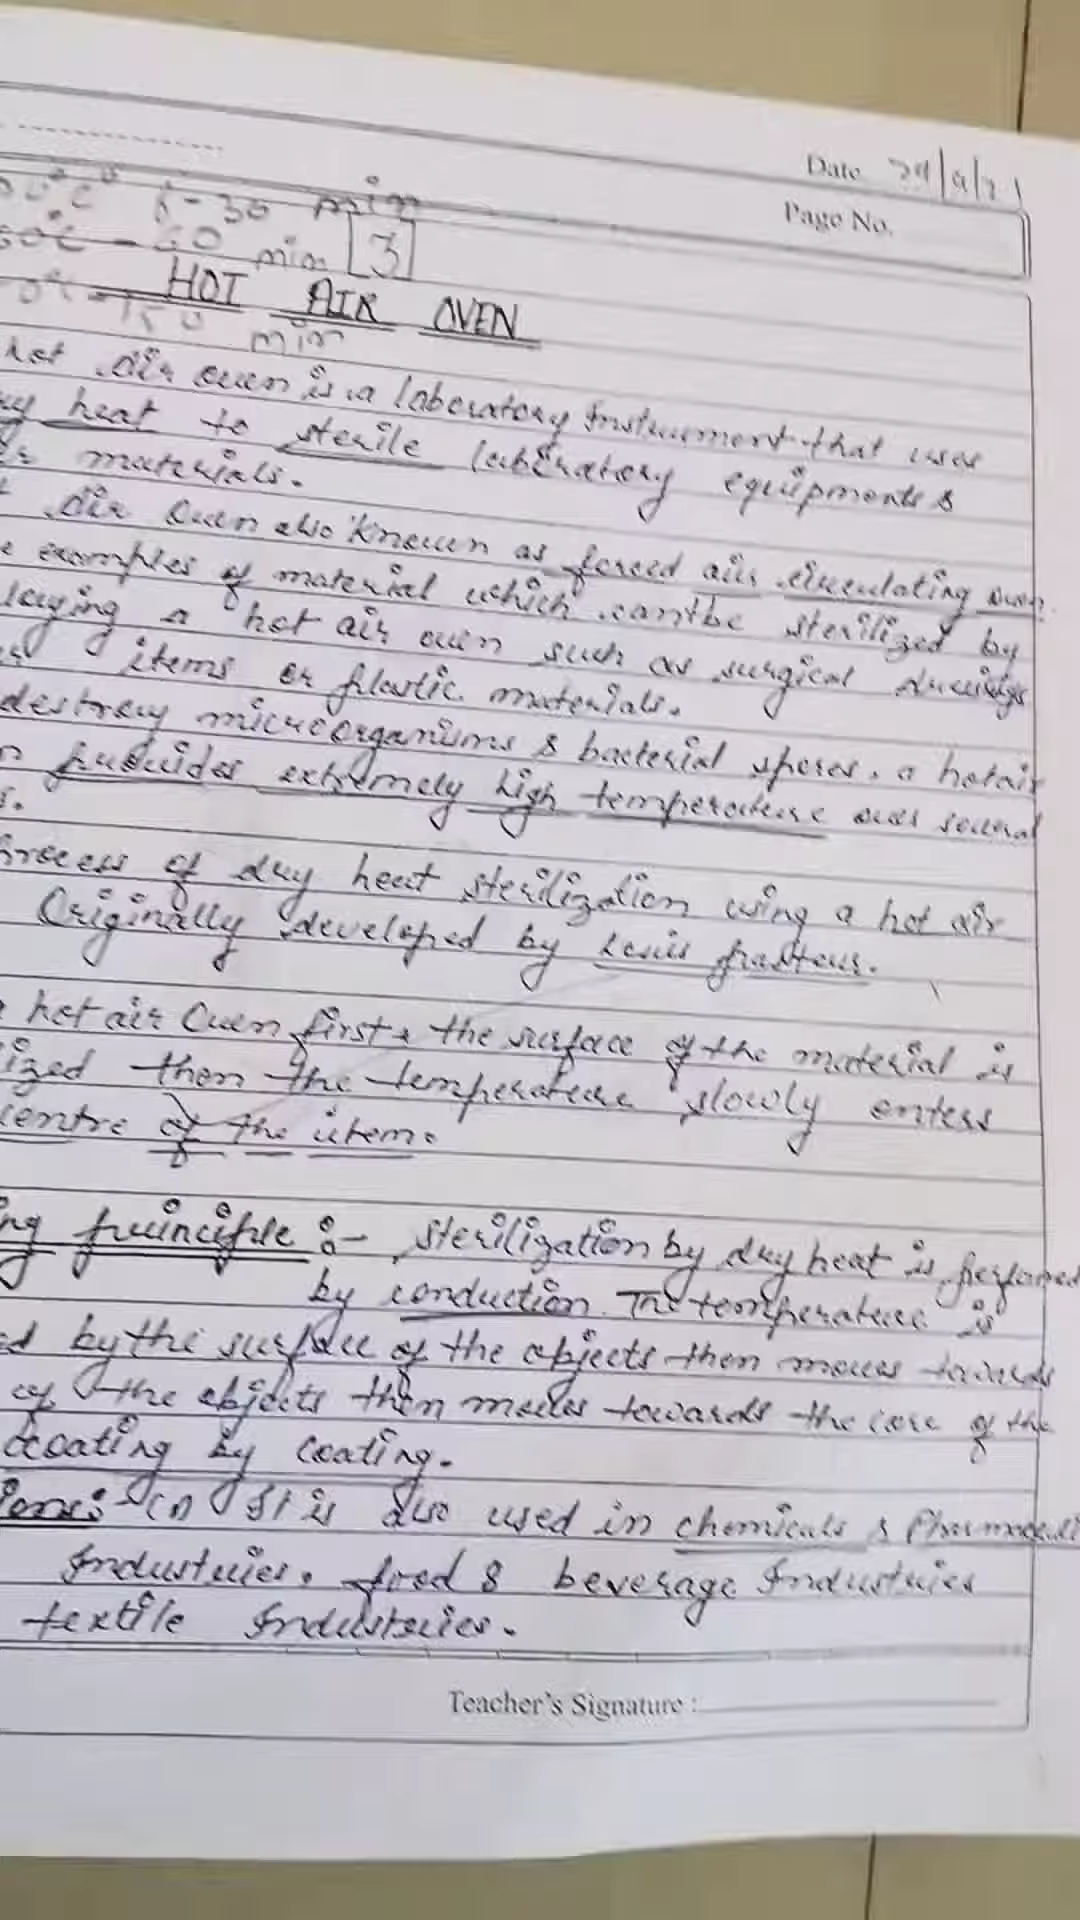 Date 29/9/21
Page No.
6-30 min
60 min [3]
HOT AIR OVEN
150 min
hot air oven is a laboratory Instrument that uses
heat to sterile laboratory equipments &
materials.
air oven also known as forced air circulating oven.
examples of material which can't be sterilized by
a hot air oven such as surgical dressings
items or plastic materials.
destroy microorganisms & bacterial spores. a hot air
provides extremely high temperature over several
process of dry heat sterilization using a hot air
Originally developed by Louis pasteur.
hot air Oven first, the surface of the material is
then the temperature slowly enters
centre of the item.
principle :- sterilization by dry heat is performed
by conduction. The temperature is
by the surface of the objects then moves towards
of the objects then moves towards the core of the
coating by coating.
It is also used in chemicals & Pharmaceuti
Industries. food & beverage Industries
textile Industries.
Teacher's Signature :